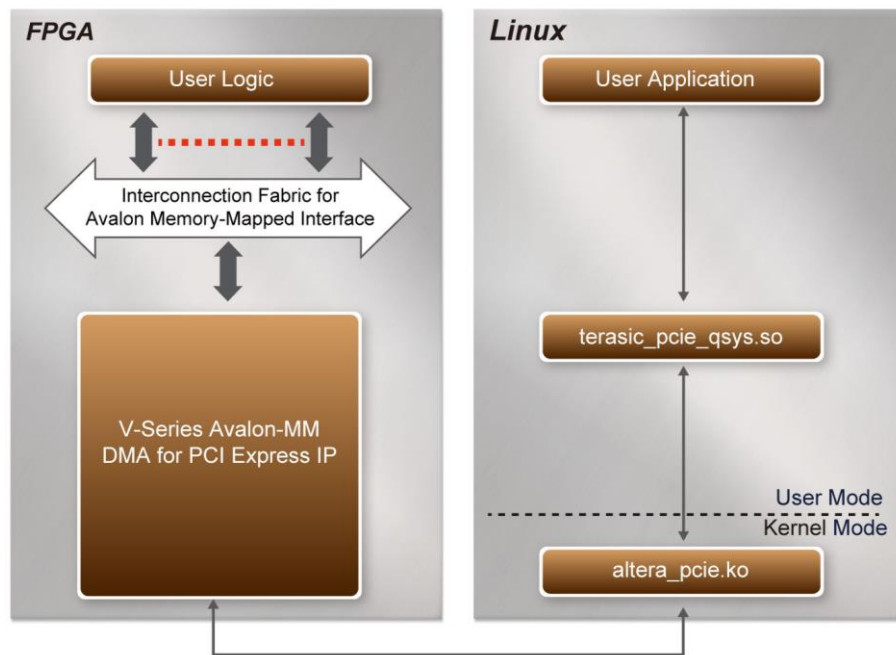 FPGA
User Logic
Interconnection Fabric for
Avalon Memory-Mapped Interface
V-Series Avalon-MM
DMA for PCI Express IP
Linux
User Application
terasic_pcie_qsys.so
User Mode
Kernel Mode
altera_pcie.ko